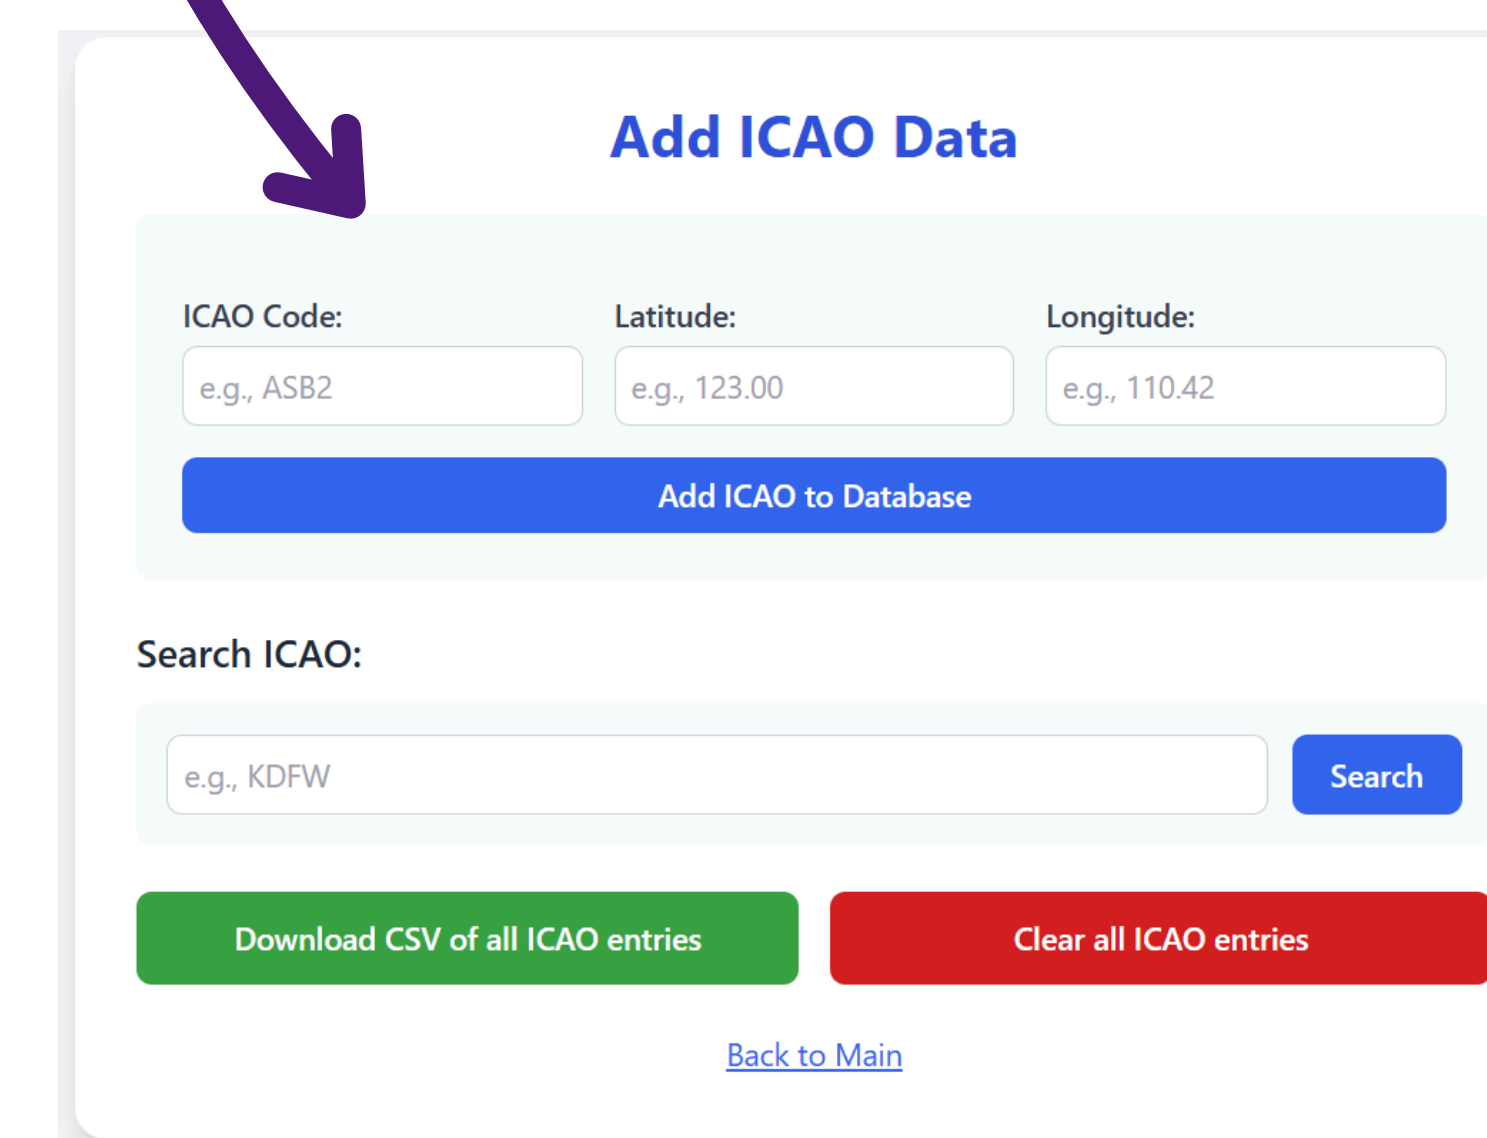 Add ICAO Data
ICAO Code: Latitude: Longitude:
e.g., ASB2 e.g., 123.00 e.g., 110.42
Add ICAO to Database
Search ICAO:
e.g., KDFW Search
Download CSV of all ICAO entries Clear all ICAO entries
Back to Main